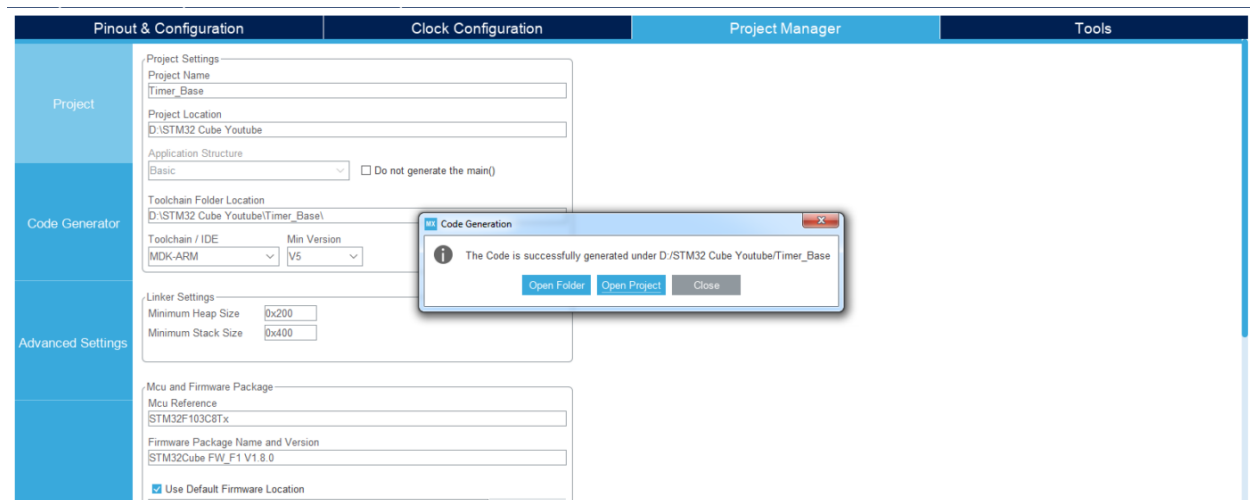 Pinout & Configuration
Clock Configuration
Project Manager
Tools
Project
Code Generator
Advanced Settings
Project Settings
Project Name
Timer_Base
Project Location
D:\STM32 Cube Youtube
Application Structure
Basic
Do not generate the main()
Toolchain Folder Location
D:\STM32 Cube Youtube\Timer_Base\
Toolchain / IDE
Min Version
MDK-ARM
V5
Linker Settings
Minimum Heap Size 0x200
Minimum Stack Size 0x400
Mcu and Firmware Package
Mcu Reference
STM32F103C8Tx
Firmware Package Name and Version
STM32Cube FW_F1 V1.8.0
Use Default Firmware Location
MX Code Generation
The Code is successfully generated under D:/STM32 Cube Youtube/Timer_Base
Open Folder
Open Project
Close